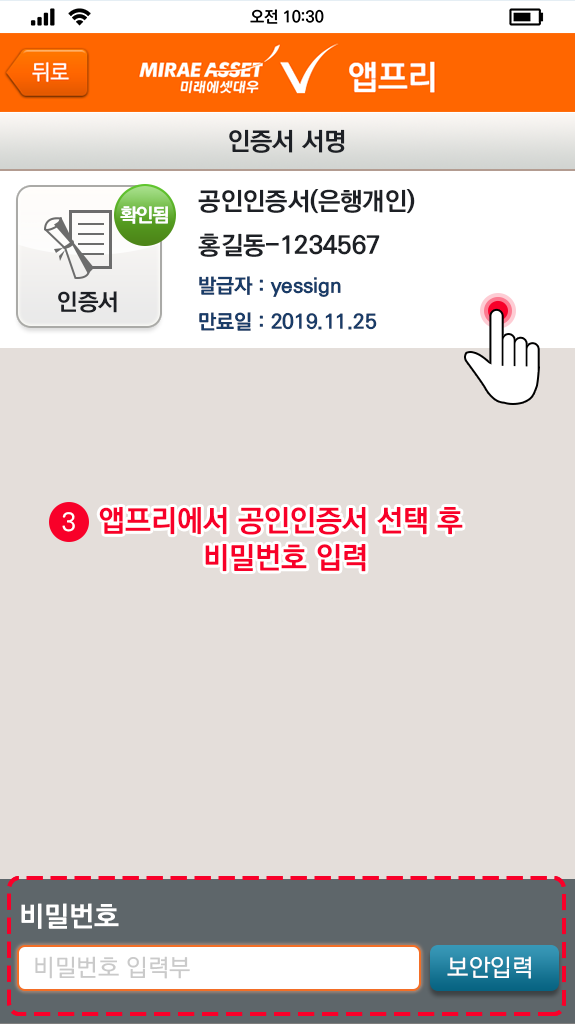 오전 10:30
뒤로
MIRAE ASSET
미래에셋대우
앱프리
인증서 서명
확인됨
인증서
공인인증서(은행개인)
홍길동-1234567
발급자 : yessign
만료일 : 2019.11.25
3 앱프리에서 공인인증서 선택 후
비밀번호 입력
비밀번호
비밀번호 입력부
보안입력